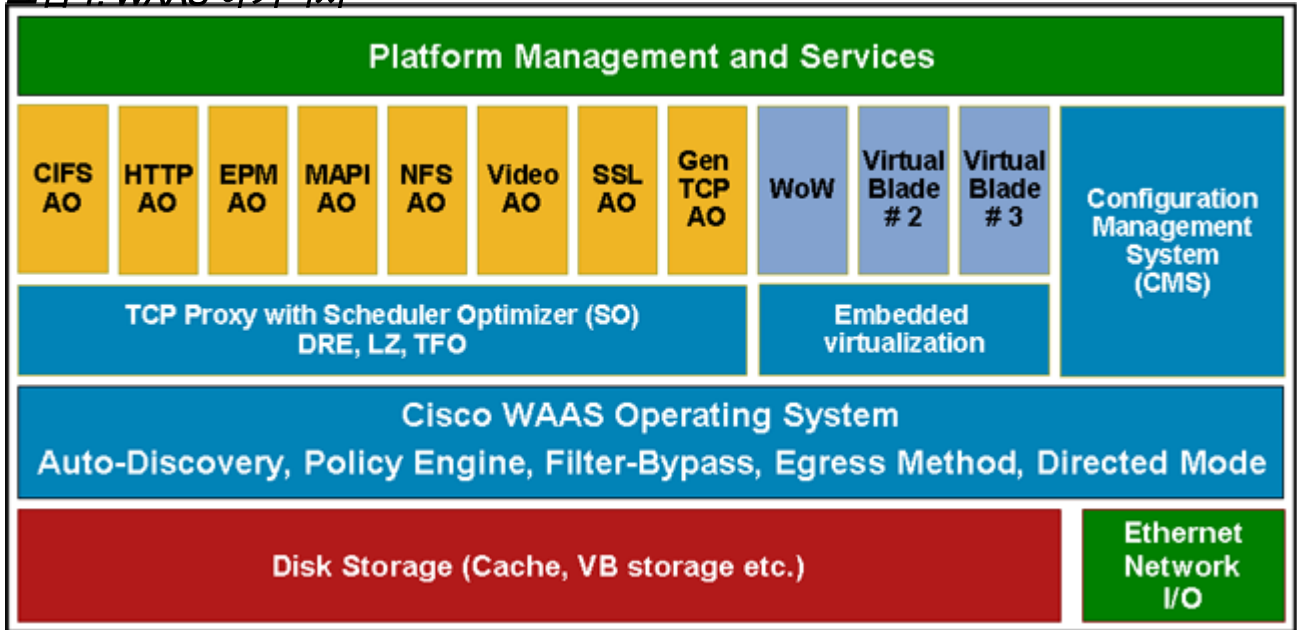 1. WAAS
Platform Management and Services
CIFS
AO
HTTP
AO
EPM
AO
MAPI
AO
NFS
AO
Video
AO
SSL
AO
Gen
TCP
AO
WoW
Virtual
Blade
# 2
Virtual
Blade
# 3
Configuration
Management
System
(CMS)
TCP Proxy with Scheduler Optimizer (SO)
DRE, LZ, TFO
Embedded
virtualization
Cisco WAAS Operating System
Auto-Discovery, Policy Engine, Filter-Bypass, Egress Method, Directed Mode
Disk Storage (Cache, VB storage etc.)
Ethernet
Network
I/O